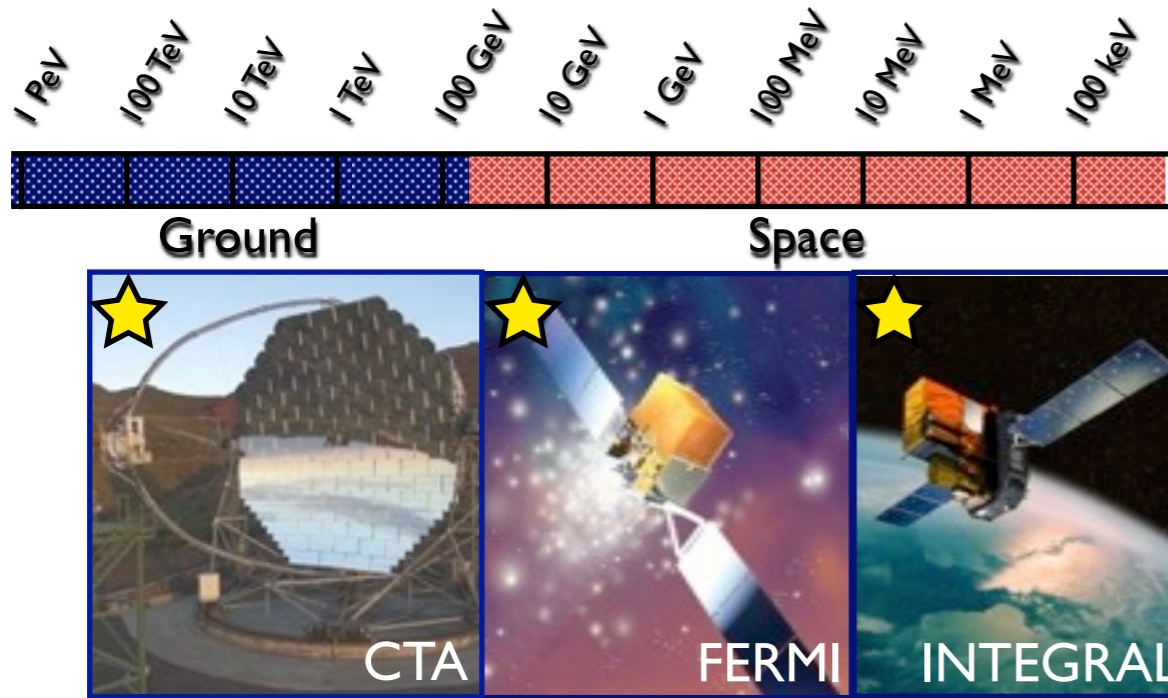 1 PeV
100 TeV
10 TeV
1 TeV
100 GeV
10 GeV
1 GeV
100 MeV
10 MeV
1 MeV
100 keV
Ground
Space
CTA
FERMI
INTEGRAL